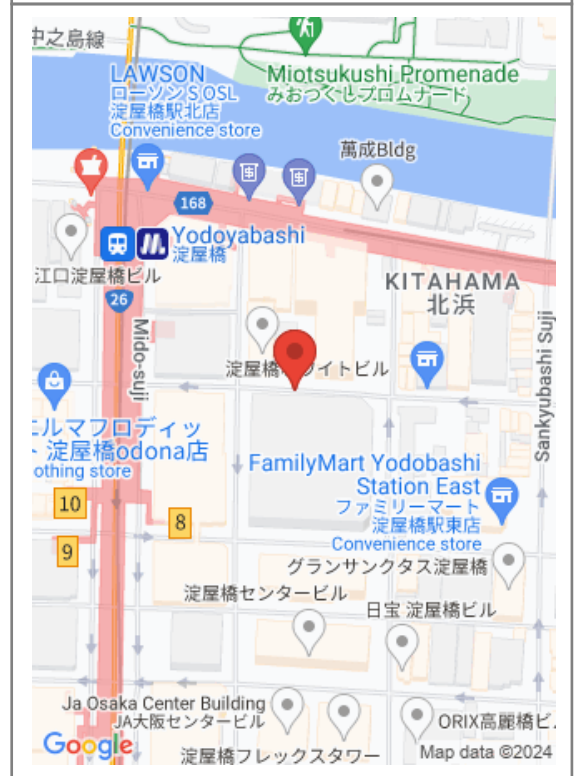 中之島線
LAWSON
ローソン S OSL
淀屋橋駅北店
Convenience store
Miotsukushi Promenade
みおつくしプロムナード
萬成Bldg
168
Yodoyabashi
淀屋橋
江口淀屋橋ビル
KITAHAMA
北浜
26
Mido-suji
Sankyubashi Suji
淀屋橋
ワイトビル
エルマフロディッ
ト 淀屋橋odona店
othing store
FamilyMart Yodobashi
Station East
ファミリーマート
淀屋橋駅東店
Convenience store
10
8
9
グランサンクタス淀屋橋
淀屋橋センタービル
日宝 淀屋橋ビル
Ja Osaka Center Building
JA大阪センタービル
ORIX高麗橋ビ
淀屋橋フレックスタワー
Google
Map data ©2024